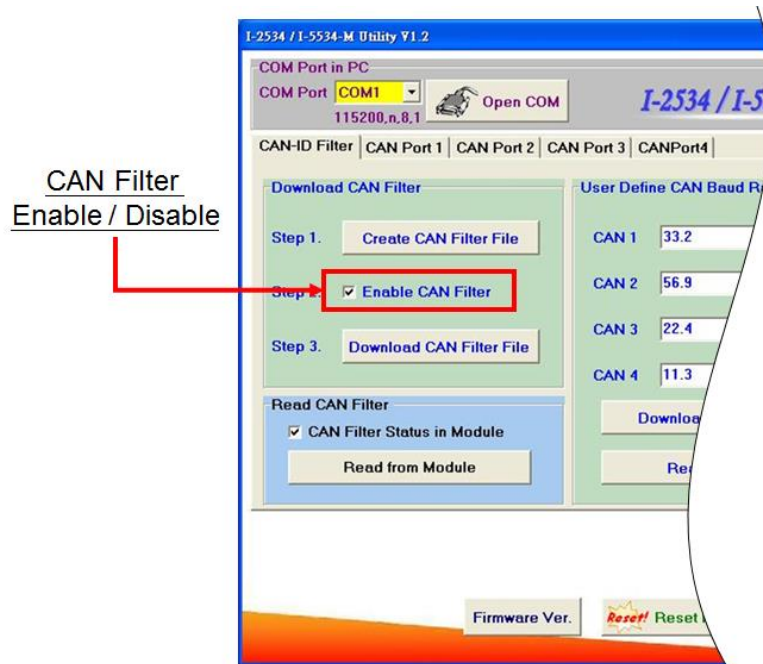 I-2534 / I-5534-M Utility V1.2
COM Port in PC
COM Port COM1 Open COM
115200,n,8,1
I-2534 / I-5
CAN-ID Filter CAN Port 1 CAN Port 2 CAN Port 3 CANPort4
CAN Filter
Enable / Disable
Download CAN Filter
Step 1. Create CAN Filter File
Step 2. Enable CAN Filter
Step 3. Download CAN Filter File
Read CAN Filter
CAN Filter Status in Module
Read from Module
User Define CAN Baud
CAN 1 33.2
CAN 2 56.9
CAN 3 22.4
CAN 4 11.3
Firmware Ver.
Reset! Reset